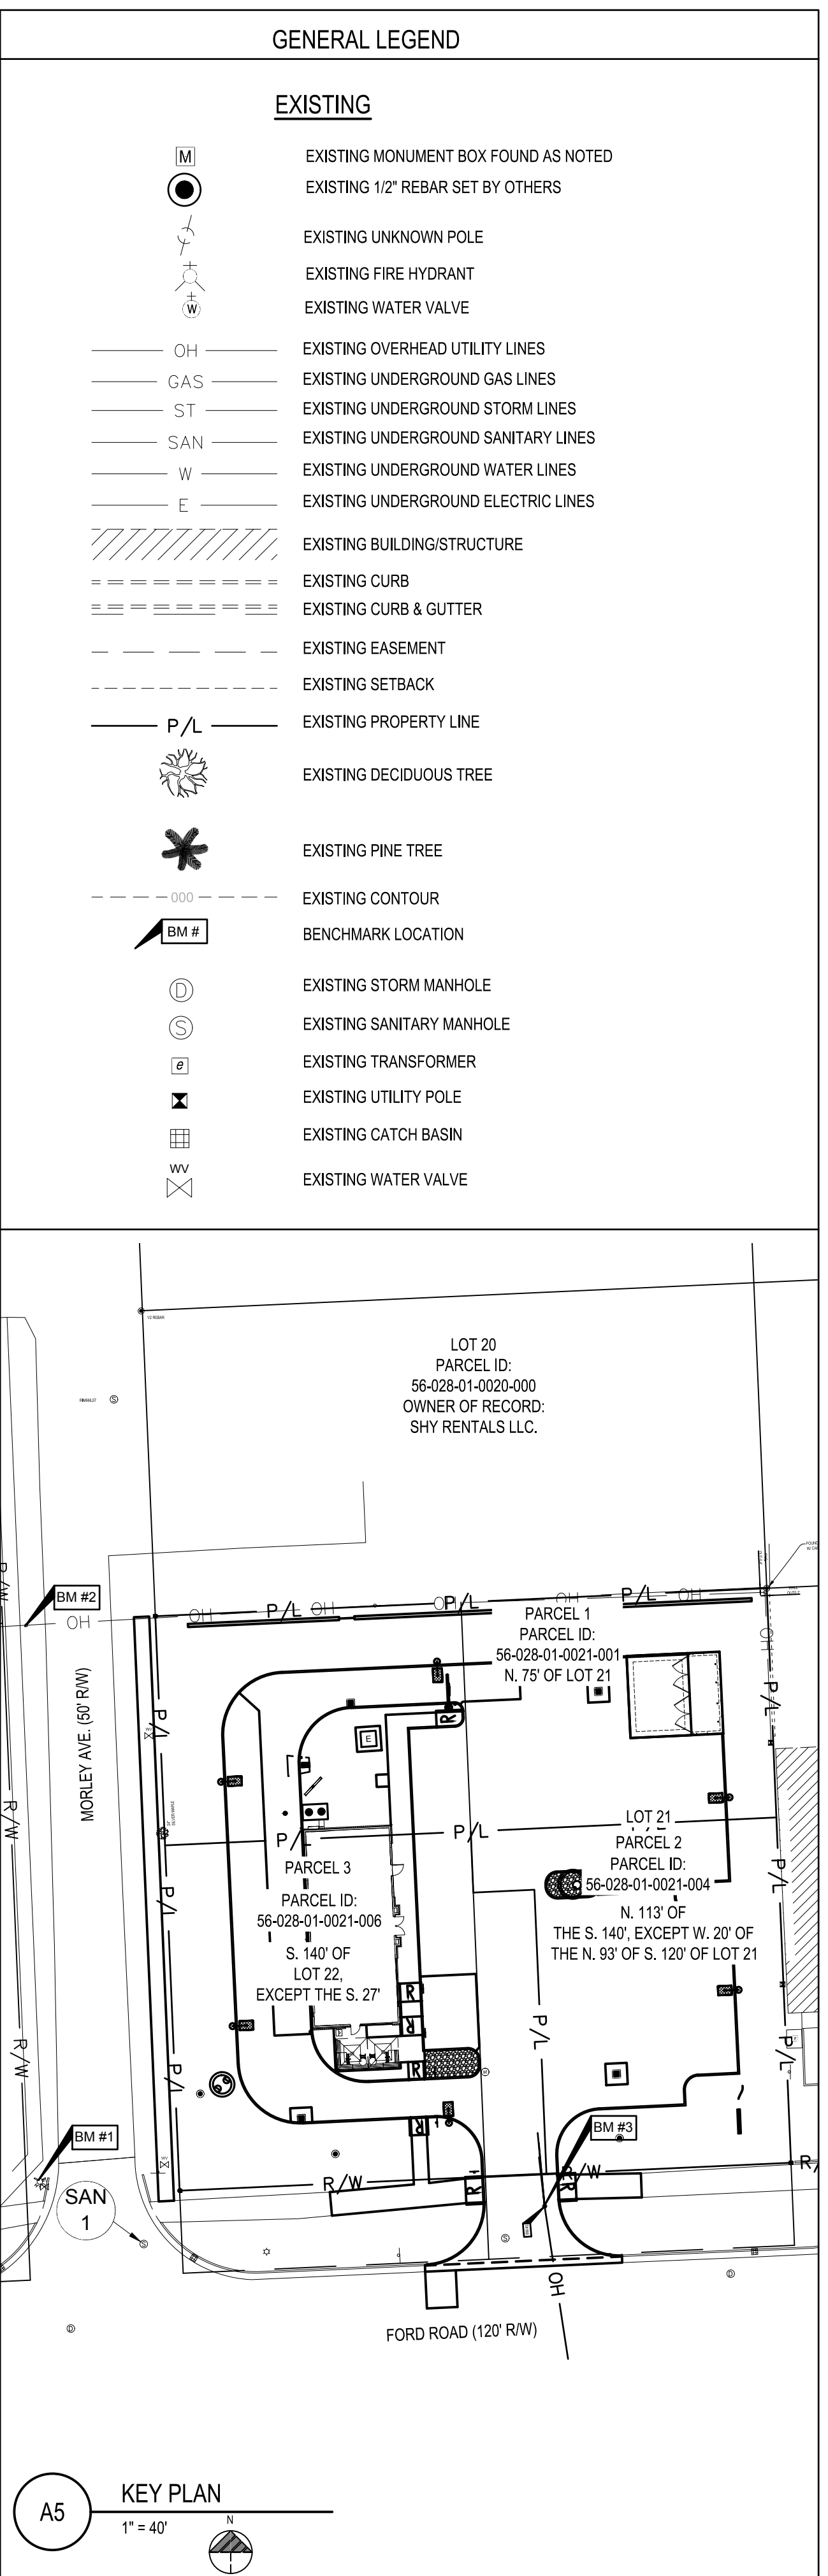 GENERAL LEGEND
EXISTING
M EXISTING MONUMENT BOX FOUND AS NOTED
EXISTING 1/2" REBAR SET BY OTHERS
EXISTING UNKNOWN POLE
EXISTING FIRE HYDRANT
W EXISTING WATER VALVE
OH EXISTING OVERHEAD UTILITY LINES
GAS EXISTING UNDERGROUND GAS LINES
ST EXISTING UNDERGROUND STORM LINES
SAN EXISTING UNDERGROUND SANITARY LINES
W EXISTING UNDERGROUND WATER LINES
E EXISTING UNDERGROUND ELECTRIC LINES
EXISTING BUILDING/STRUCTURE
EXISTING CURB
EXISTING CURB & GUTTER
EXISTING EASEMENT
EXISTING SETBACK
P/L EXISTING PROPERTY LINE
EXISTING DECIDUOUS TREE
EXISTING PINE TREE
000 EXISTING CONTOUR
BM # BENCHMARK LOCATION
D EXISTING STORM MANHOLE
S EXISTING SANITARY MANHOLE
e EXISTING TRANSFORMER
EXISTING UTILITY POLE
EXISTING CATCH BASIN
WV EXISTING WATER VALVE
1/2 REBAR
LOT 20
PARCEL ID:
56-028-01-0020-000
OWNER OF RECORD:
SHY RENTALS LLC.
S
R/W
BM #2
OH
OH P/L OH OH P/L OH P/L OH
OH
PARCEL 1
PARCEL ID:
56-028-01-0021-001
N. 75' OF LOT 21
MORLEY AVE. (50' R/W)
P/L
P/L
R
E
R/W
P/L
P/L
LOT 21
P/L
PARCEL 2
PARCEL ID:
56-028-01-0021-004
N. 113' OF
THE S. 140', EXCEPT W. 20' OF
THE N. 93' OF S. 120' OF LOT 21
PARCEL 3
PARCEL ID:
56-028-01-0021-006
S. 140' OF
LOT 22,
EXCEPT THE S. 27'
P/L
P/L
R
R
R
P/L
R/W
P/L
P/L
BM #1
BM #3
R
R/W
R
R
R/W
R/
SAN
1
S
S
D
D
OH
FORD ROAD (120' R/W)
A5
KEY PLAN
1" = 40'
N